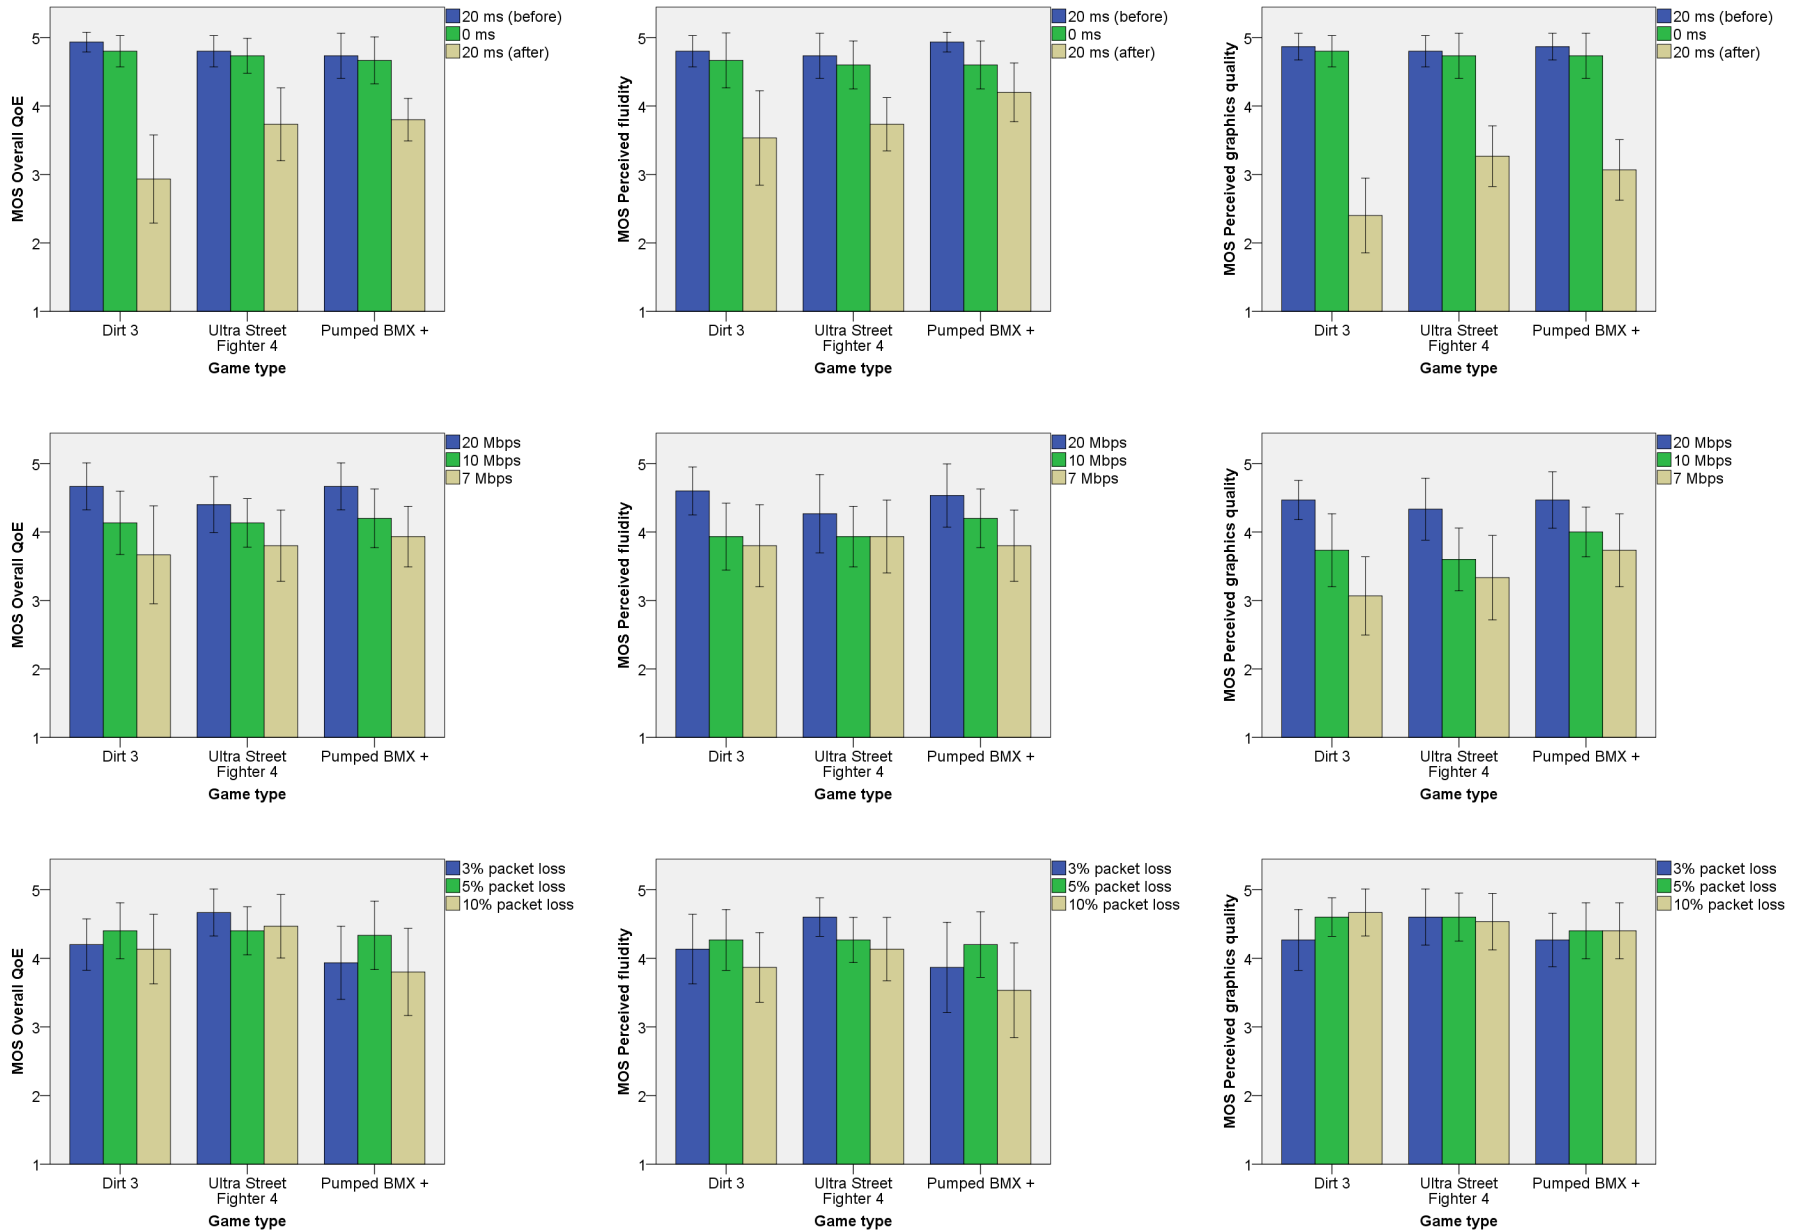 MOS Overall QoE
5
4
3
2
1
20 ms (before)
0 ms
20 ms (after)
Dirt 3
Ultra Street
Fighter 4
Pumped BMX +
Game type
MOS Perceived fluidity
5
4
3
2
1
20 ms (before)
0 ms
20 ms (after)
Dirt 3
Ultra Street
Fighter 4
Pumped BMX +
Game type
MOS Perceived graphics quality
5
4
3
2
1
20 ms (before)
0 ms
20 ms (after)
Dirt 3
Ultra Street
Fighter 4
Pumped BMX +
Game type
MOS Overall QoE
5
4
3
2
1
20 Mbps
10 Mbps
7 Mbps
Dirt 3
Ultra Street
Fighter 4
Pumped BMX +
Game type
MOS Perceived fluidity
5
4
3
2
1
20 Mbps
10 Mbps
7 Mbps
Dirt 3
Ultra Street
Fighter 4
Pumped BMX +
Game type
MOS Perceived graphics quality
5
4
3
2
1
20 Mbps
10 Mbps
7 Mbps
Dirt 3
Ultra Street
Fighter 4
Pumped BMX +
Game type
MOS Overall QoE
5
4
3
2
1
3% packet loss
5% packet loss
10% packet loss
Dirt 3
Ultra Street
Fighter 4
Pumped BMX +
Game type
MOS Perceived fluidity
5
4
3
2
1
3% packet loss
5% packet loss
10% packet loss
Dirt 3
Ultra Street
Fighter 4
Pumped BMX +
Game type
MOS Perceived graphics quality
5
4
3
2
1
3% packet loss
5% packet loss
10% packet loss
Dirt 3
Ultra Street
Fighter 4
Pumped BMX +
Game type